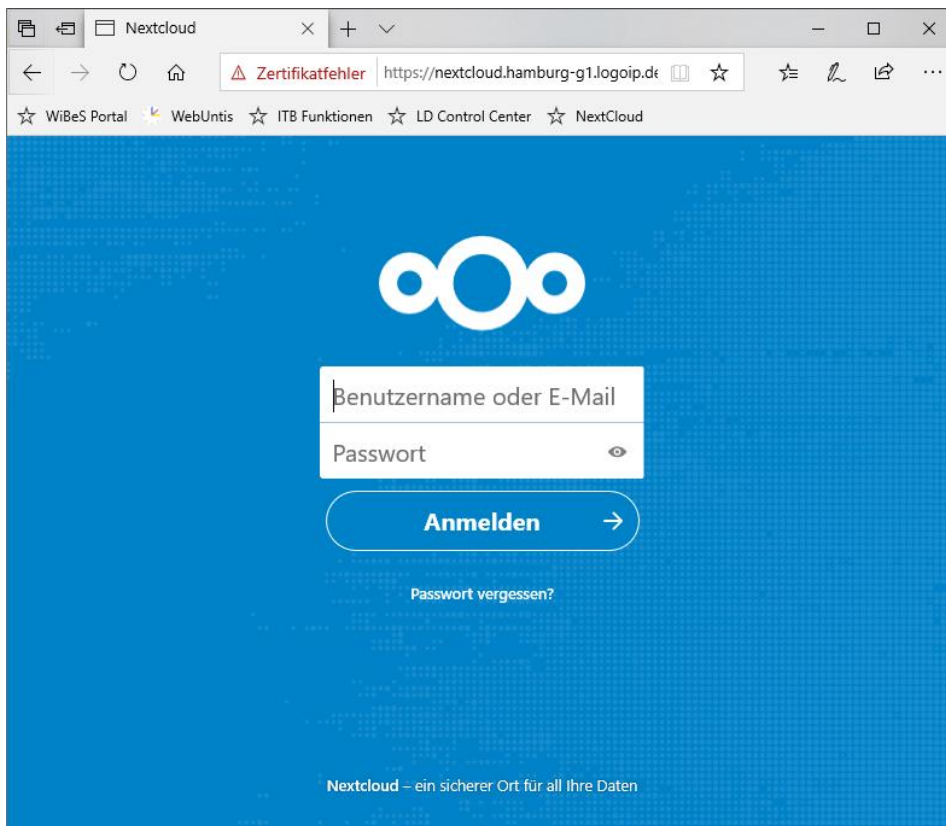 Nextcloud
Zertifikatfehler https://nextcloud.hamburg-g1.logoip.de
WiBeS Portal WebUntis ITB Funktionen LD Control Center NextCloud
Benutzername oder E-Mail
Passwort
Anmelden
Passwort vergessen?
Nextcloud – ein sicherer Ort für all Ihre Daten